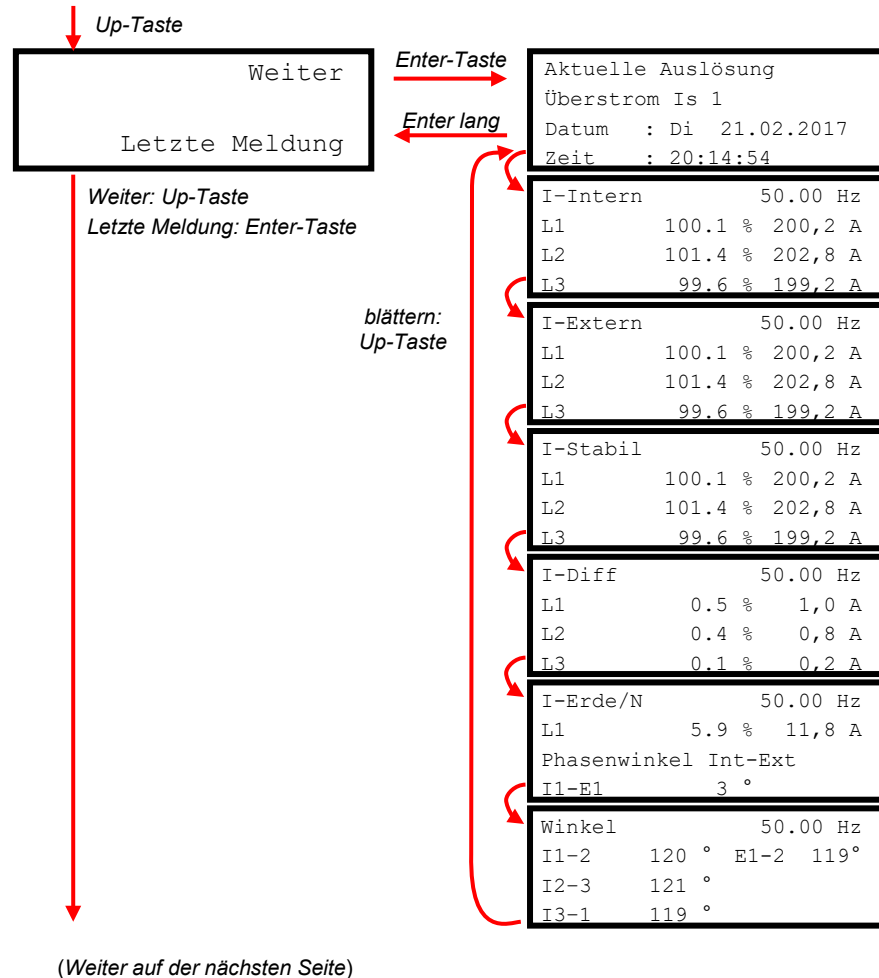 Up-Taste
Weiter
Letzte Meldung
Enter-Taste
Enter lang
Weiter: Up-Taste
Letzte Meldung: Enter-Taste
blättern:
Up-Taste
Aktuelle Auslösung
Überstrom Is 1
Datum : Di 21.02.2017
Zeit : 20:14:54
I-Intern 50.00 Hz
L1 100.1 % 200,2 A
L2 101.4 % 202,8 A
L3 99.6 % 199,2 A
I-Extern 50.00 Hz
L1 100.1 % 200,2 A
L2 101.4 % 202,8 A
L3 99.6 % 199,2 A
I-Stabil 50.00 Hz
L1 100.1 % 200,2 A
L2 101.4 % 202,8 A
L3 99.6 % 199,2 A
I-Diff 50.00 Hz
L1 0.5 % 1,0 A
L2 0.4 % 0,8 A
L3 0.1 % 0,2 A
I-Erde/N 50.00 Hz
L1 5.9 % 11,8 A
Phasenwinkel Int-Ext
I1-E1 3 °
Winkel 50.00 Hz
I1-2 120 ° E1-2 119°
I2-3 121 °
I3-1 119 °
(Weiter auf der nächsten Seite)